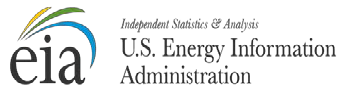 eia
Independent Statistics & Analysis
U.S. Energy Information
Administration